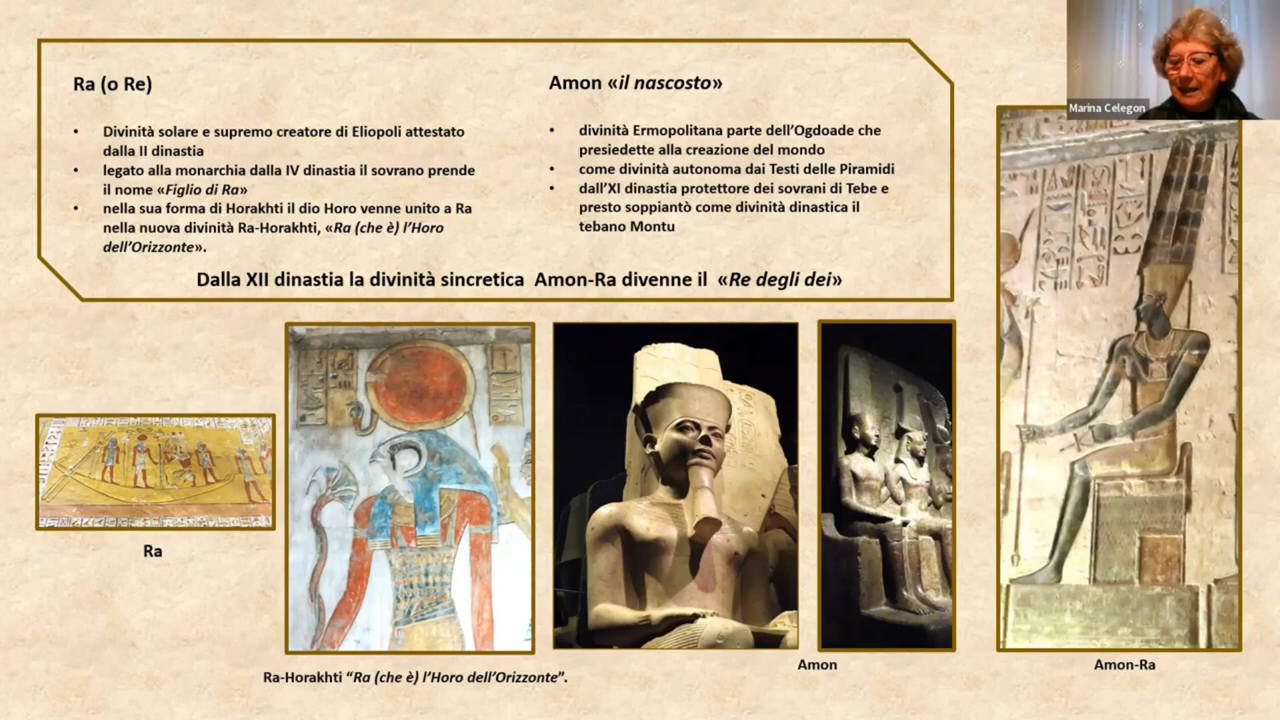 Marina Celegon
Ra (o Re)
• Divinità solare e supremo creatore di Eliopoli attestato
dalla II dinastia
• legato alla monarchia dalla IV dinastia il sovrano prende
il nome «Figlio di Ra»
• nella sua forma di Horakhti il dio Horo venne unito a Ra
nella nuova divinità Ra-Horakhti, «Ra (che è) l’Horo
dell’Orizzonte».
Amon «il nascosto»
• divinità Ermopolitana parte dell’Ogdoade che
presiedette alla creazione del mondo
• come divinità autonoma dai Testi delle Piramidi
• dall’XI dinastia protettore dei sovrani di Tebe e
presto soppiantò come divinità dinastica il
tebano Montu
Dalla XII dinastia la divinità sincretica Amon-Ra divenne il «Re degli dei»
Ra
Ra-Horakhti “Ra (che è) l’Horo dell’Orizzonte”.
Amon
Amon-Ra